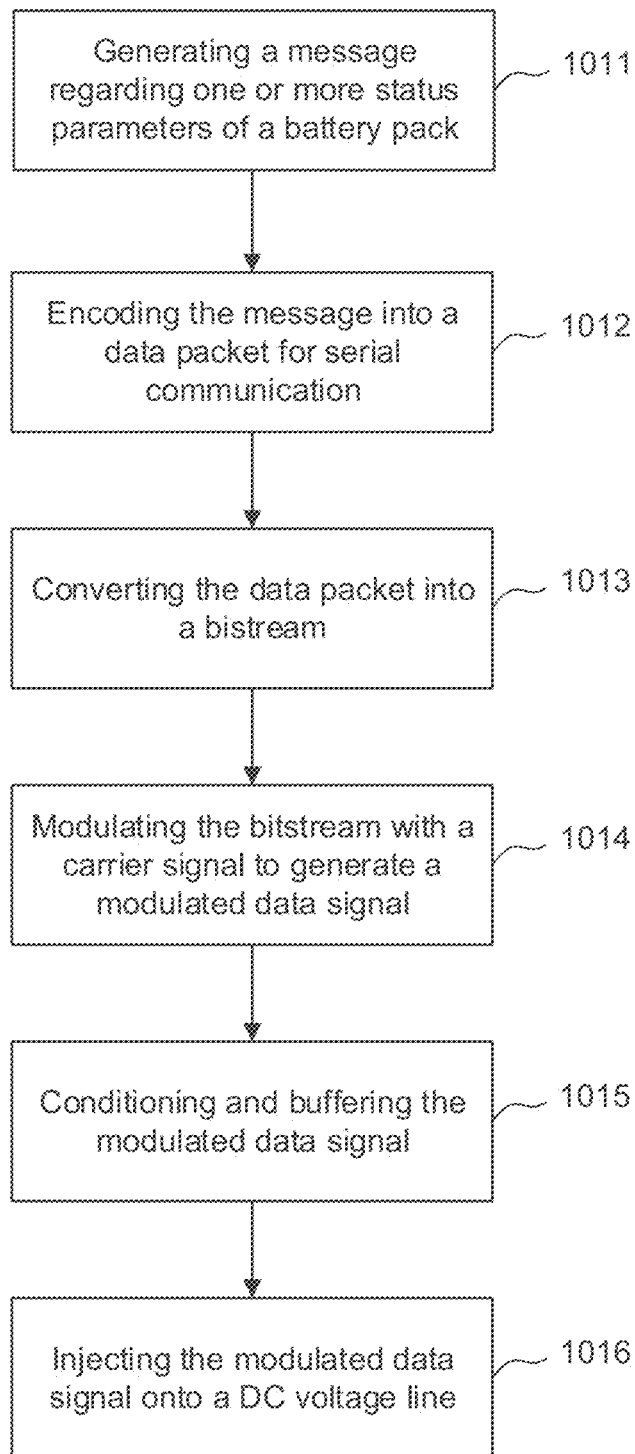 Generating a message
regarding one or more status
parameters of a battery pack
1011
Encoding the message into a
data packet for serial
communication
1012
Converting the data packet into
a bistream
1013
Modulating the bitstream with a
carrier signal to generate a
modulated data signal
1014
Conditioning and buffering the
modulated data signal
1015
Injecting the modulated data
signal onto a DC voltage line
1016